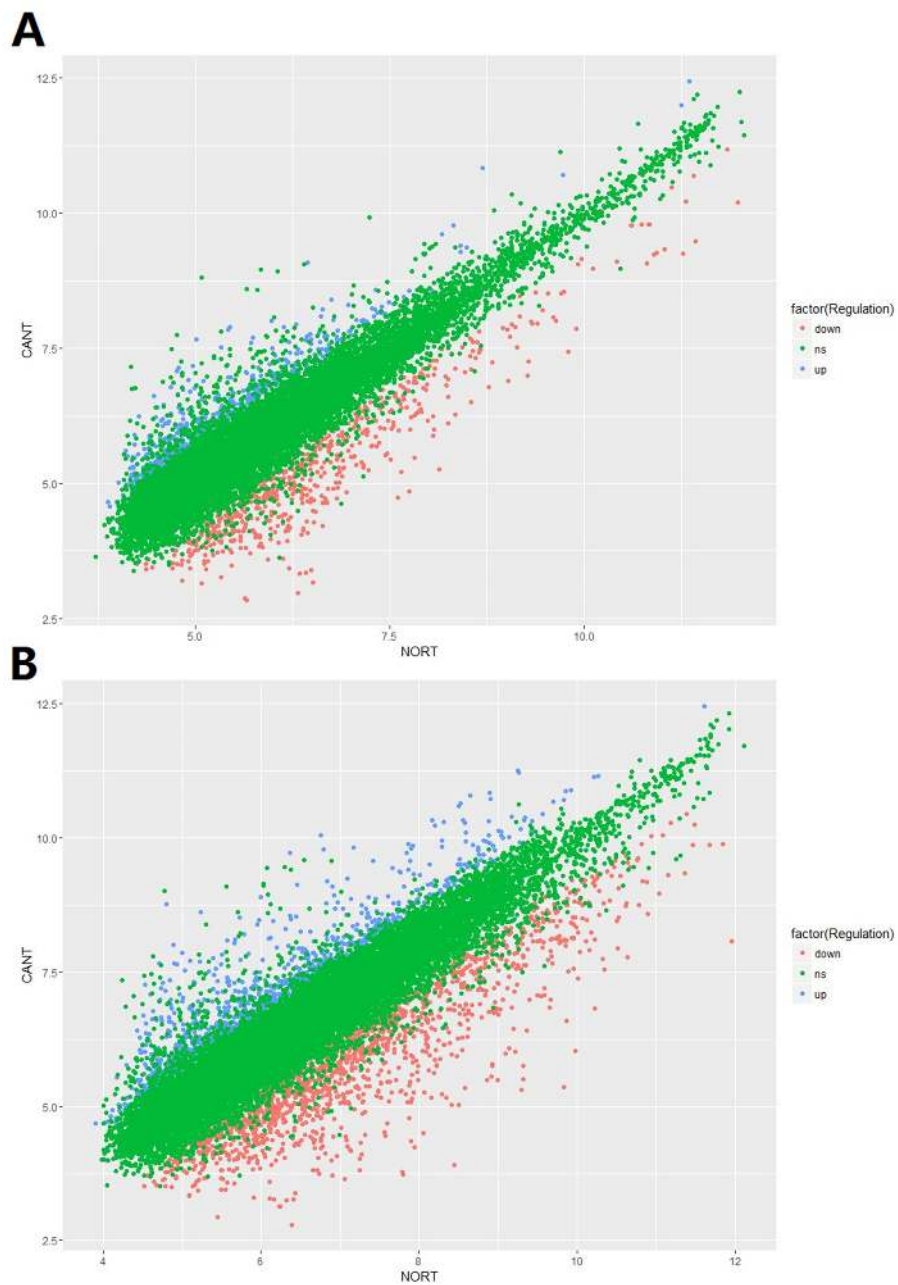 A
12.5
10.0
7.5
5.0
2.5
CANT
5.0 7.5 10.0
NORT
factor(Regulation)
down
ns
up
B
12.5
10.0
7.5
5.0
2.5
CANT
4 6 8 10 12
NORT
factor(Regulation)
down
ns
up